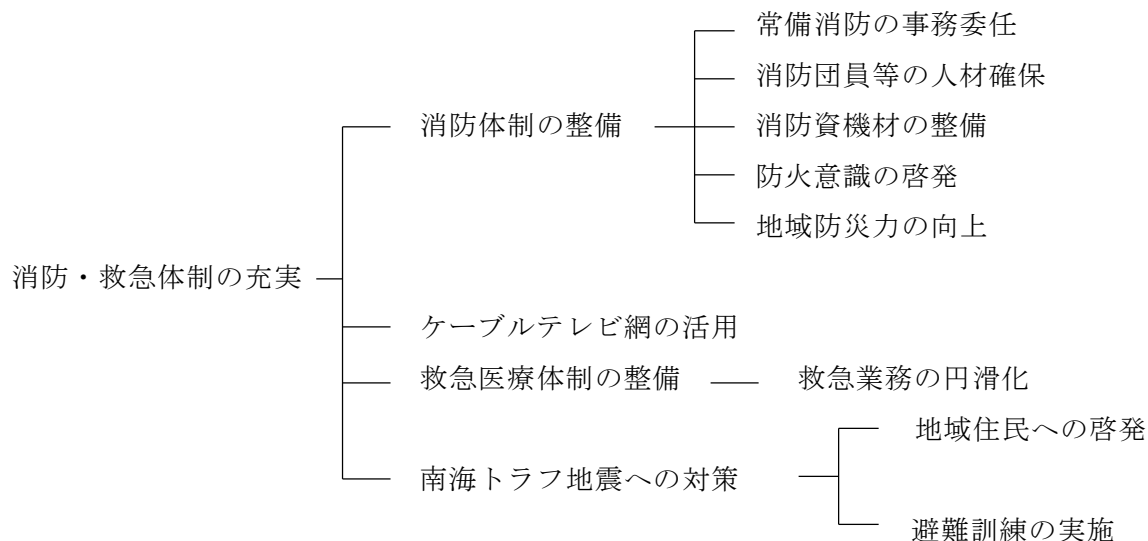 常備消防の事務委任
消防団員等の人材確保
消防体制の整備
消防資機材の整備
防火意識の啓発
地域防災力の向上
消防・救急体制の充実
ケーブルテレビ網の活用
救急医療体制の整備
救急業務の円滑化
地域住民への啓発
南海トラフ地震への対策
避難訓練の実施